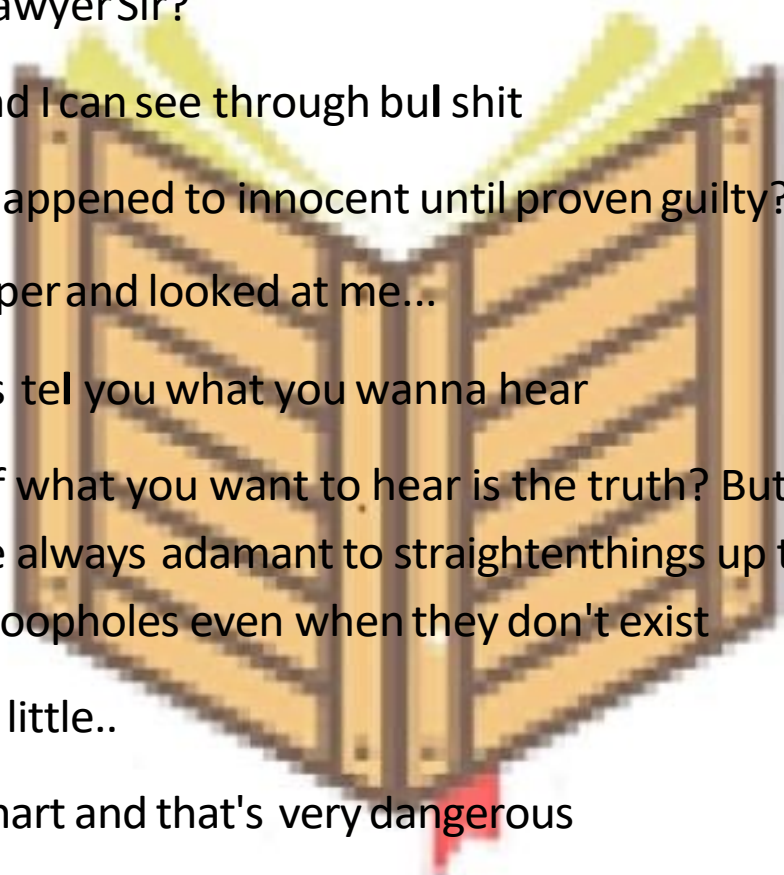 awyer Sir?
nd I can see through bul shit
appened to innocent until proven guilty?
per and looked at me...
s tel you what you wanna hear
f what you want to hear is the truth? But
e always adamant to straightenthings up t
oopholes even when they don't exist
little..
nart and that's very dangerous